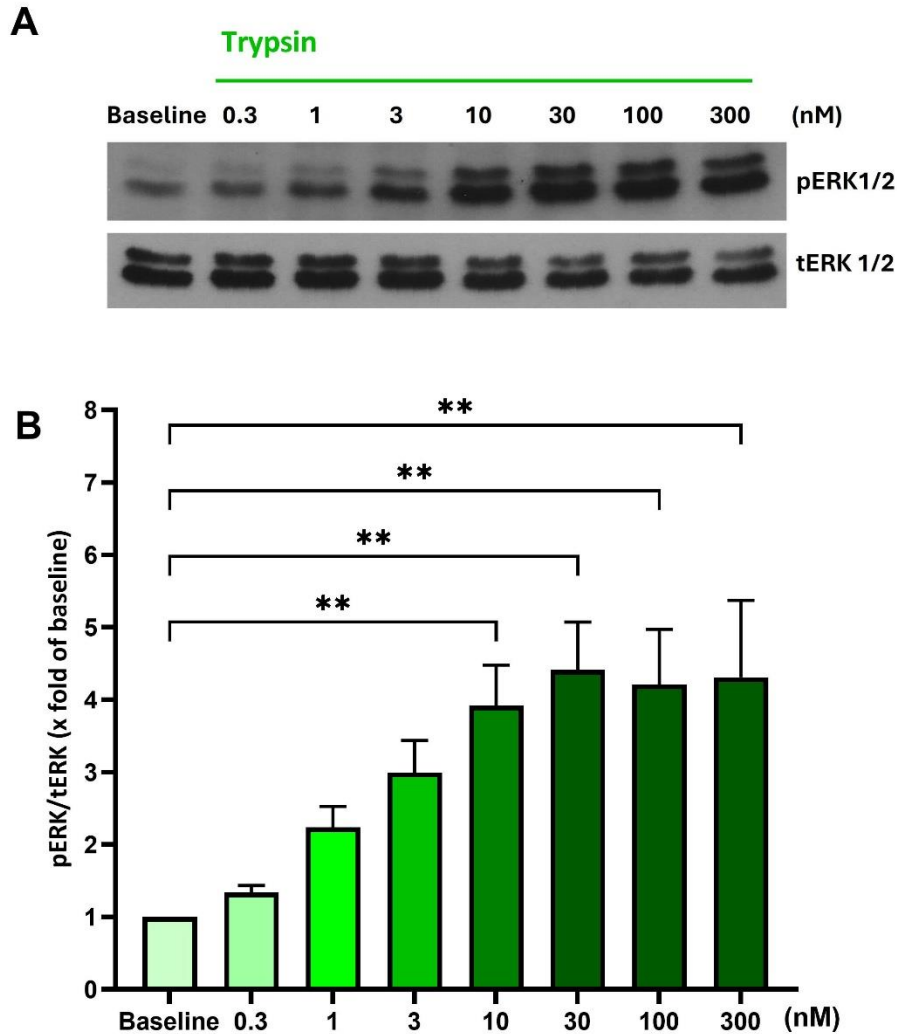 A
Trypsin
Baseline 0.3 1 3 10 30 100 300 (nM)
pERK1/2
tERK 1/2
B
pERK/tERK (x fold of baseline)
8
7
6
5
4
3
2
1
0
**
**
**
**
Baseline 0.3 1 3 10 30 100 300 (nM)